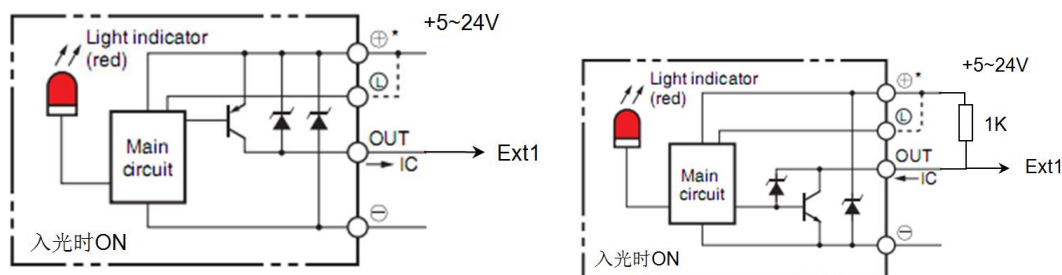 +5~24V
Light indicator
(red)
⊕ *
Ⓛ
Main
circuit
OUT
IC
Ext1
⊖
入光时ON
+5~24V
Light indicator
(red)
⊕ *
Ⓛ
1K
Main
circuit
OUT
IC
Ext1
⊖
入光时ON